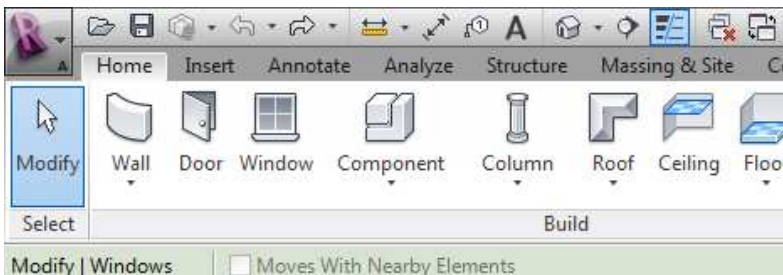 R A
Home Insert Annotate Analyze Structure Massing & Site
Modify Wall Door Window Component Column Roof Ceiling Floo
Select Build
Modify | Windows Moves With Nearby Elements